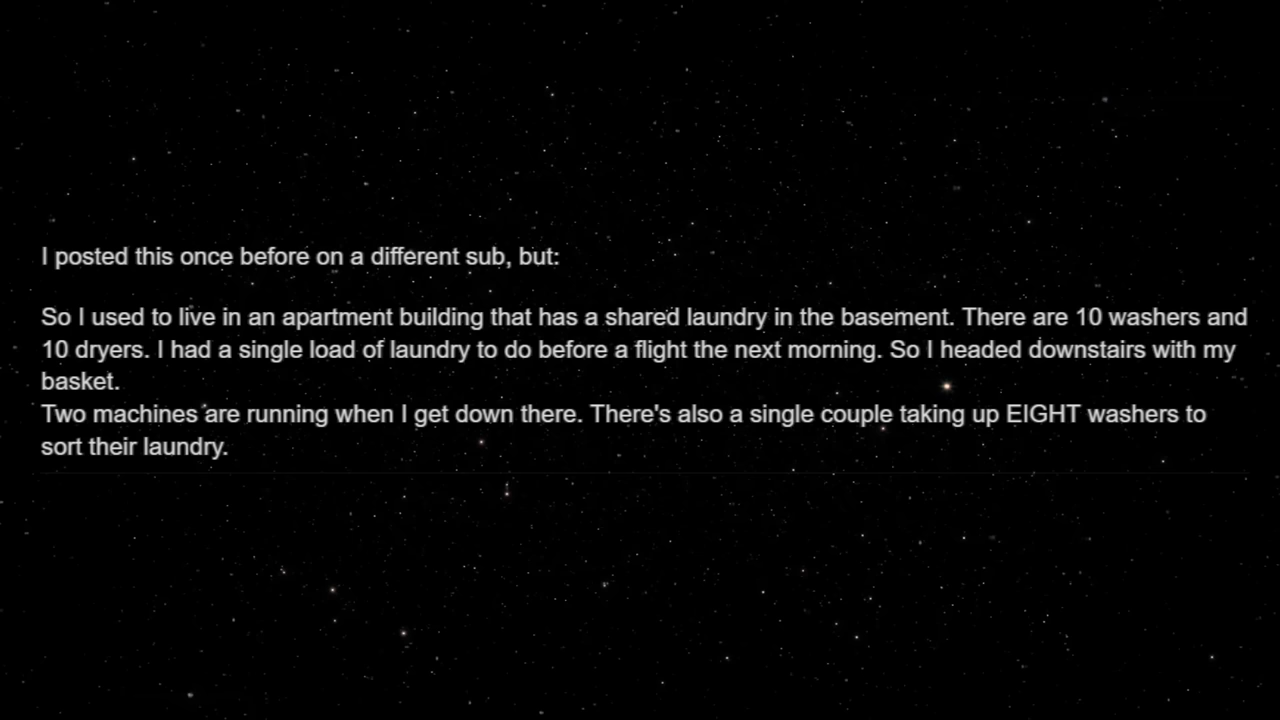 I posted this once before on a different sub, but:
So I used to live in an apartment building that has a shared laundry in the basement. There are 10 washers and
10 dryers. I had a single load of laundry to do before a flight the next morning. So I headed downstairs with my
basket.
Two machines are running when I get down there. There's also a single couple taking up EIGHT washers to
sort their laundry.